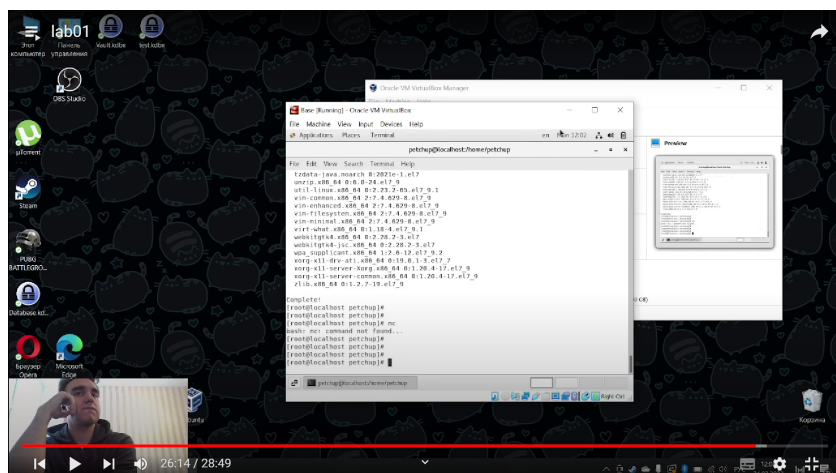 lab01
Этот
компьютер
Панель
управления
Vault.kdbx
test.kdbx
OBS Studio
µTorrent
Steam
PUBG
BATTLEGRO...
Database.kd...
Браузер
Opera
Microsoft
Edge
Корзина
Oracle VM VirtualBox Manager
Preview
Base [Running] - Oracle VM VirtualBox
File Machine View Input Devices Help
Applications Places Terminal
en
12:02
petchup@localhost:/home/petchup
File Edit View Search Terminal Help
tzdata-java.noarch 0:2021e-1.el7
unzip.x86_64 0:6.0-24.el7_9
util-linux.x86_64 0:2.23.2-65.el7_9.1
vim-common.x86_64 2:7.4.629-8.el7_9
vim-enhanced.x86_64 2:7.4.629-8.el7_9
vim-filesystem.x86_64 2:7.4.629-8.el7_9
vim-minimal.x86_64 2:7.4.629-8.el7_9
virt-what.x86_64 0:1.18-4.el7_9.1
webkitgtk4.x86_64 0:2.28.2-3.el7
webkitgtk4-jsc.x86_64 0:2.28.2-3.el7
wpa_supplicant.x86_64 1:2.6-12.el7_9.2
xorg-x11-drv-ati.x86_64 0:19.0.1-3.el7_7
xorg-x11-server-Xorg.x86_64 0:1.20.4-17.el7_9
xorg-x11-server-common.x86_64 0:1.20.4-17.el7_9
zlib.x86_64 0:1.2.7-19.el7_9
Complete!
[root@localhost petchup]#
[root@localhost petchup]#
[root@localhost petchup]# mc
bash: mc: command not found...
[root@localhost petchup]#
[root@localhost petchup]#
[root@localhost petchup]#
petchup@localhost:/home/petchup
Right Ctrl
26:14 / 28:49